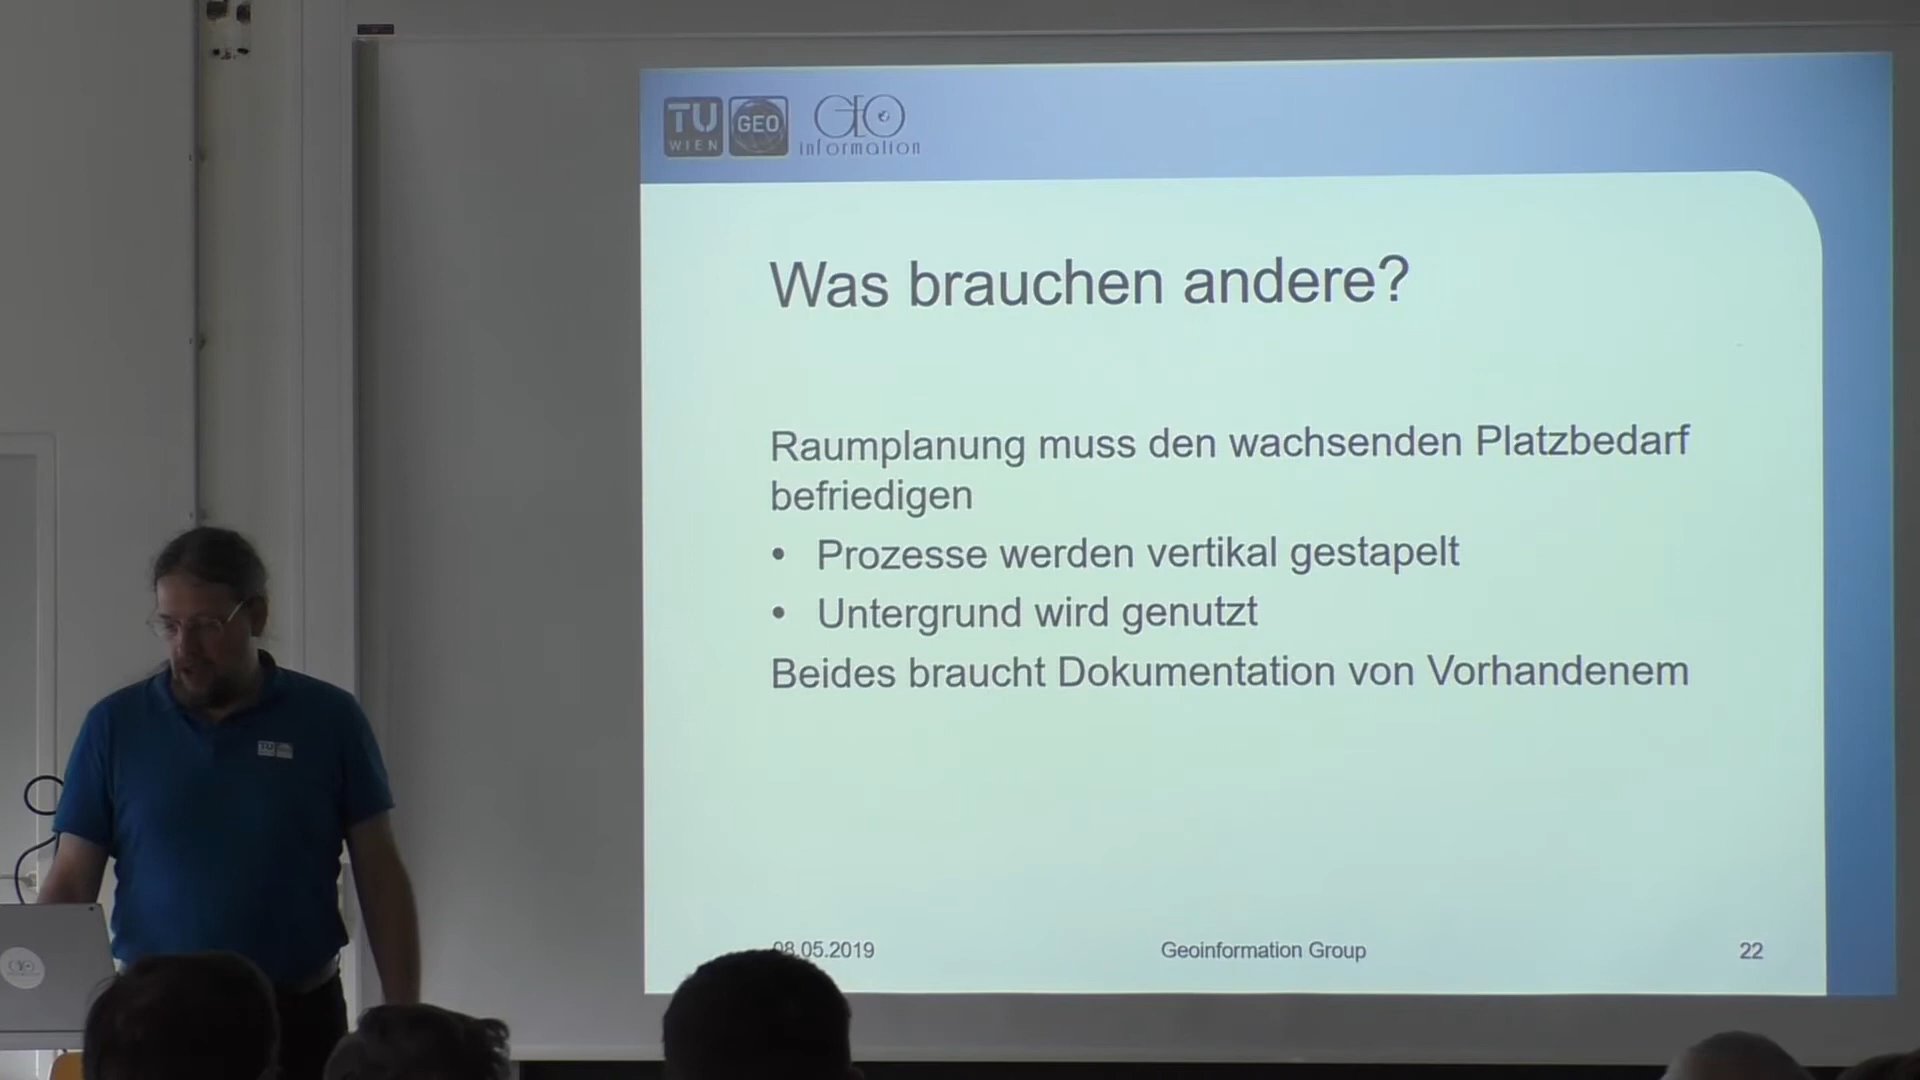 TU GEO GEO
WIEN information
Was brauchen andere?
Raumplanung muss den wachsenden Platzbedarf
befriedigen
• Prozesse werden vertikal gestapelt
• Untergrund wird genutzt
Beides braucht Dokumentation von Vorhandenem
08.05.2019 Geoinformation Group 22
TU